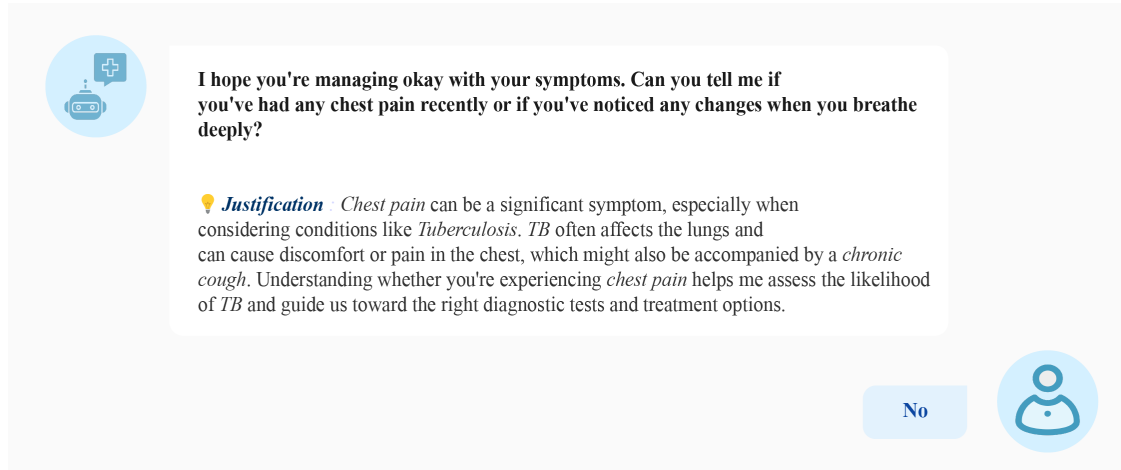 I hope you're managing okay with your symptoms. Can you tell me if
you've had any chest pain recently or if you've noticed any changes when you breathe
deeply?
Justification : Chest pain can be a significant symptom, especially when
considering conditions like Tuberculosis. TB often affects the lungs and
can cause discomfort or pain in the chest, which might also be accompanied by a chronic
cough. Understanding whether you're experiencing chest pain helps me assess the likelihood
of TB and guide us toward the right diagnostic tests and treatment options.
No